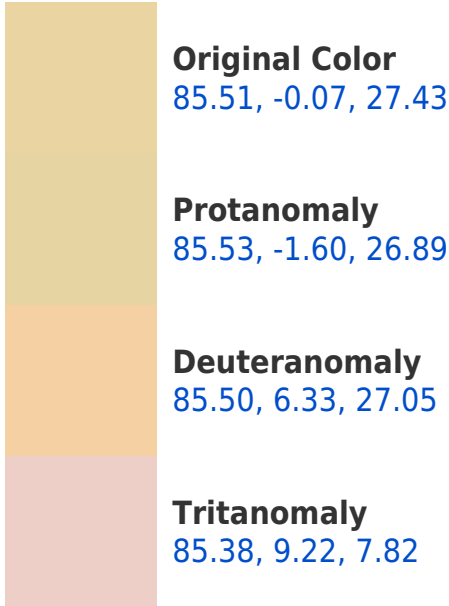 Original Color
85.51, -0.07, 27.43
Protanomaly
85.53, -1.60, 26.89
Deuteranomaly
85.50, 6.33, 27.05
Tritanomaly
85.38, 9.22, 7.82